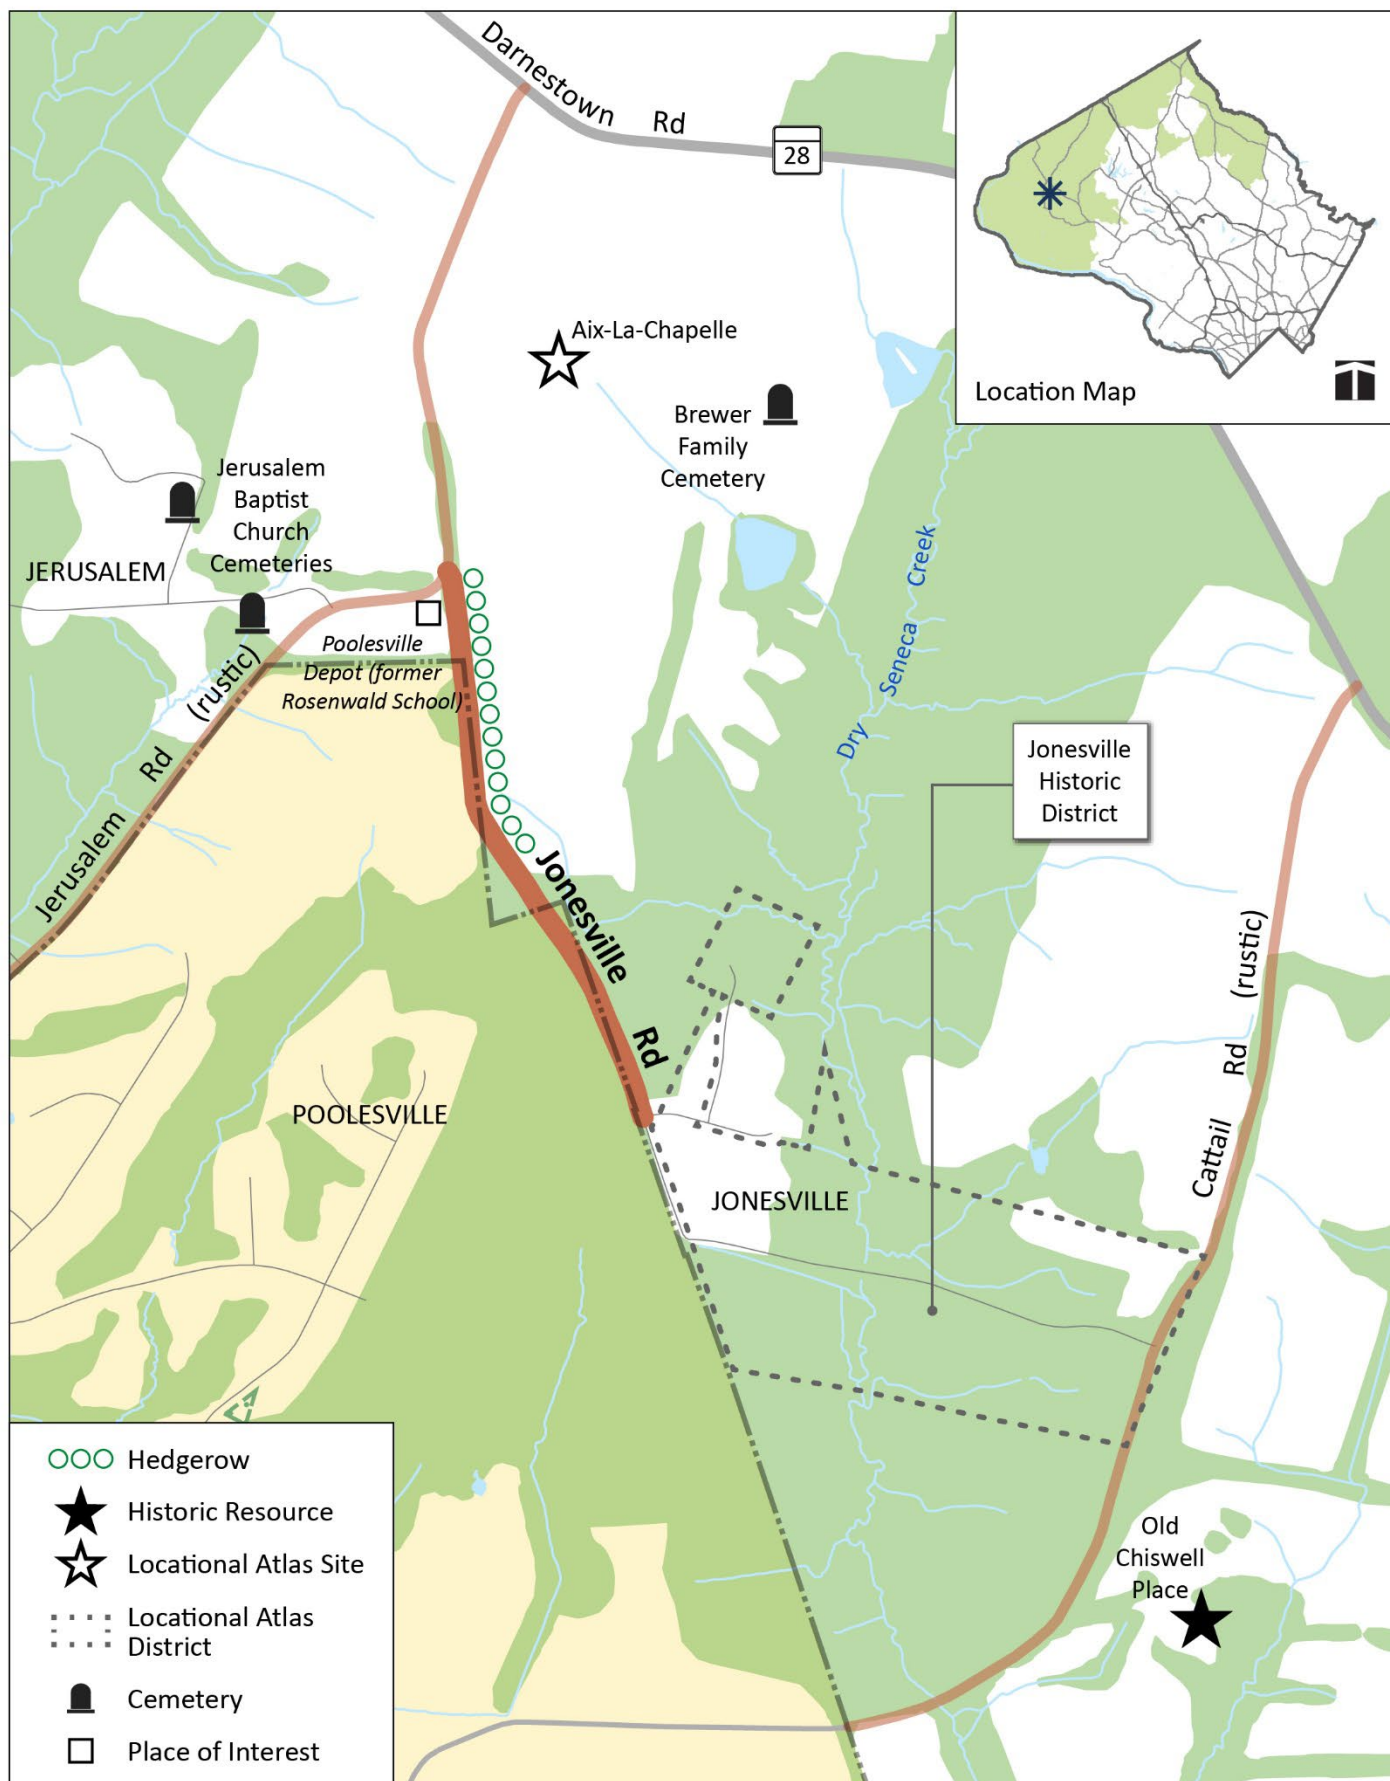 Darnestown Rd
28
Location Map
Aix-La-Chapelle
Brewer
Family
Cemetery
Jerusalem
Baptist
Church
Cemeteries
JERUSALEM
Poolesville
Depot (former
Rosenwald School)
Jerusalem Rd (rustic)
Dry Seneca Creek
Jonesville
Historic
District
Jonesville Rd
Cattail Rd (rustic)
POOLESVILLE
JONESVILLE
Old
Chiswell
Place
Hedgerow
Historic Resource
Locational Atlas Site
Locational Atlas
District
Cemetery
Place of Interest